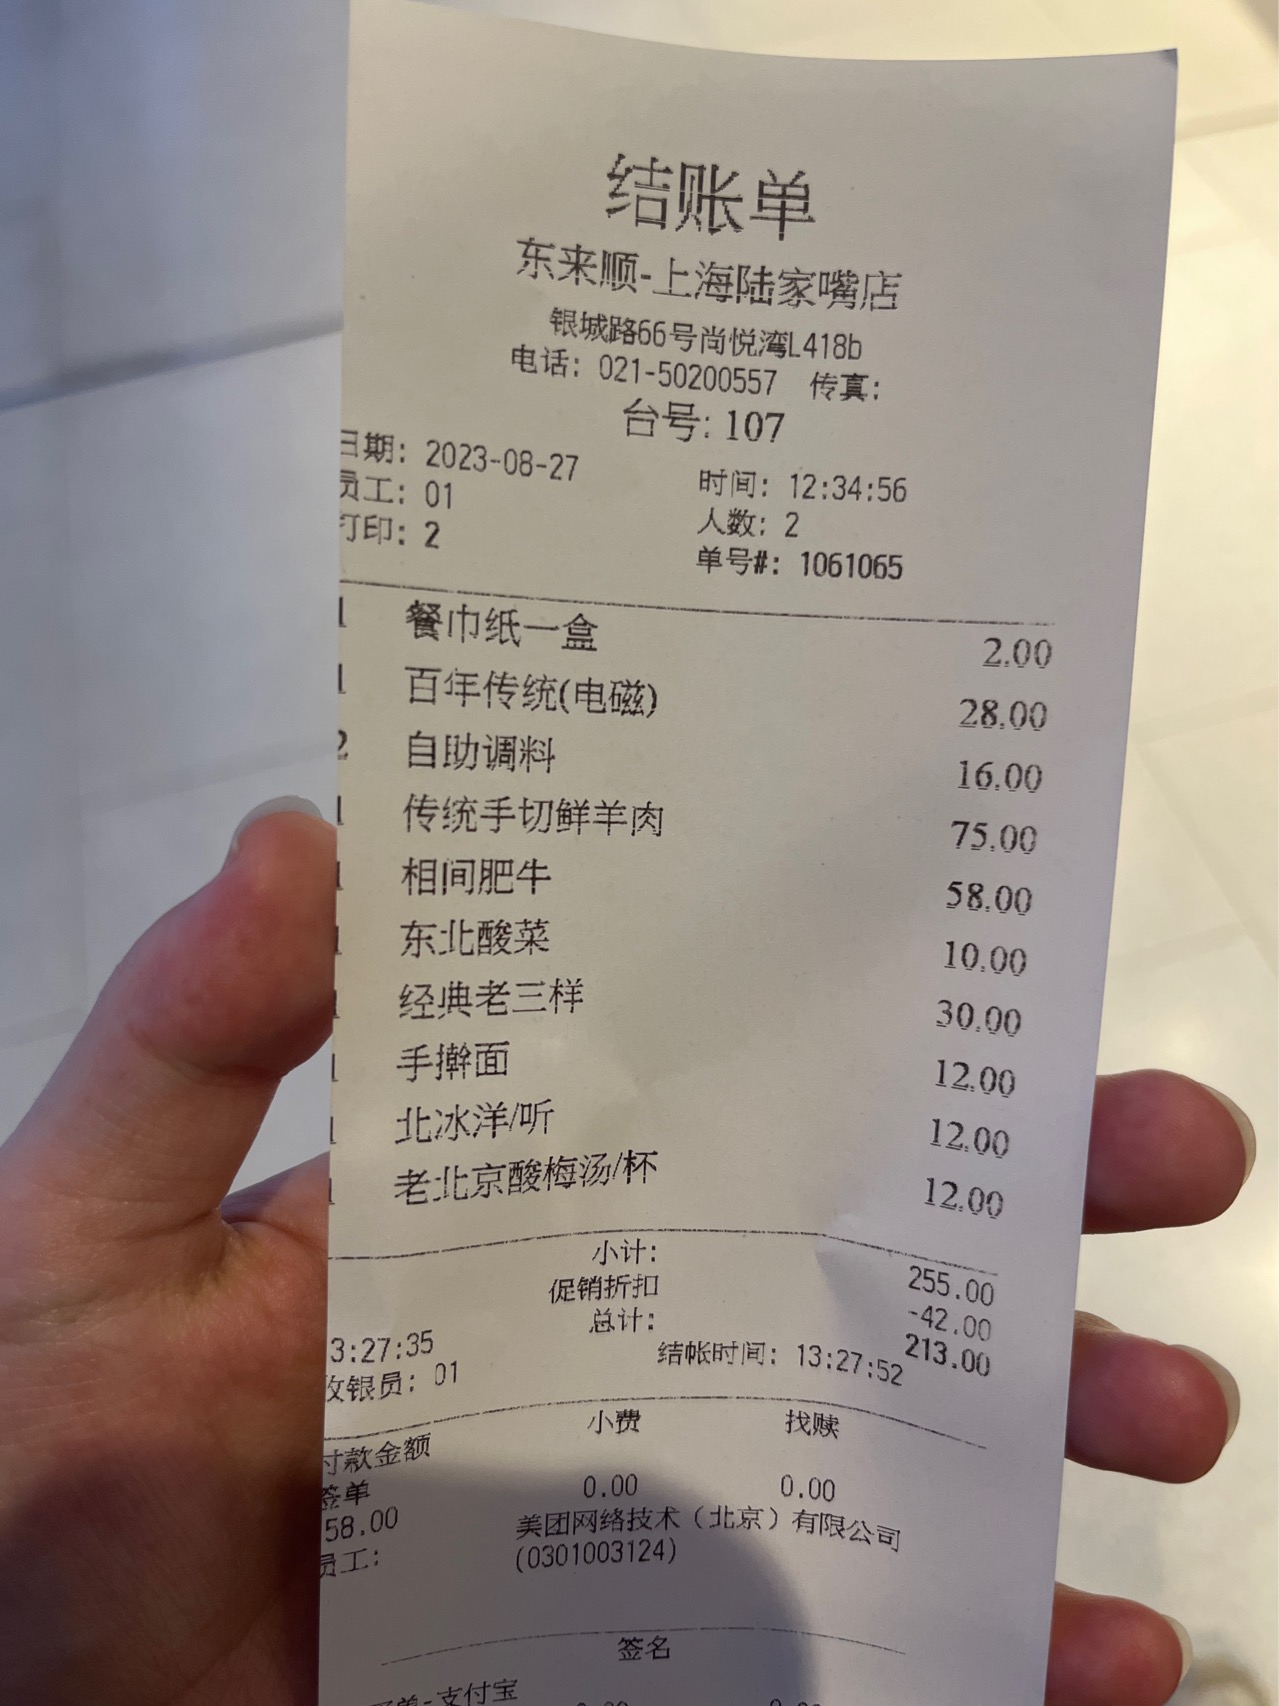 结账单
东来顺-上海陆家嘴店
银城路66号尚悦湾L418b
电话: 021-50200557 传真:
台号: 107
日期: 2023-08-27 时间: 12:34:56
员工: 01 人数: 2
打印: 2 单号#: 1061065
1 餐巾纸一盒 2.00
1 百年传统(电磁) 28.00
2 自助调料 16.00
1 传统手切鲜羊肉 75.00
1 相间肥牛 58.00
1 东北酸菜 10.00
1 经典老三样 30.00
1 手擀面 12.00
1 北冰洋/听 12.00
1 老北京酸梅汤/杯 12.00
小计: 255.00
促销折扣 -42.00
总计: 213.00
3:27:35 结帐时间: 13:27:52
收银员: 01
付款金额 小费 找赎
签单 0.00 0.00
58.00 美团网络技术（北京）有限公司
员工: (0301003124)
签名
单-支付宝